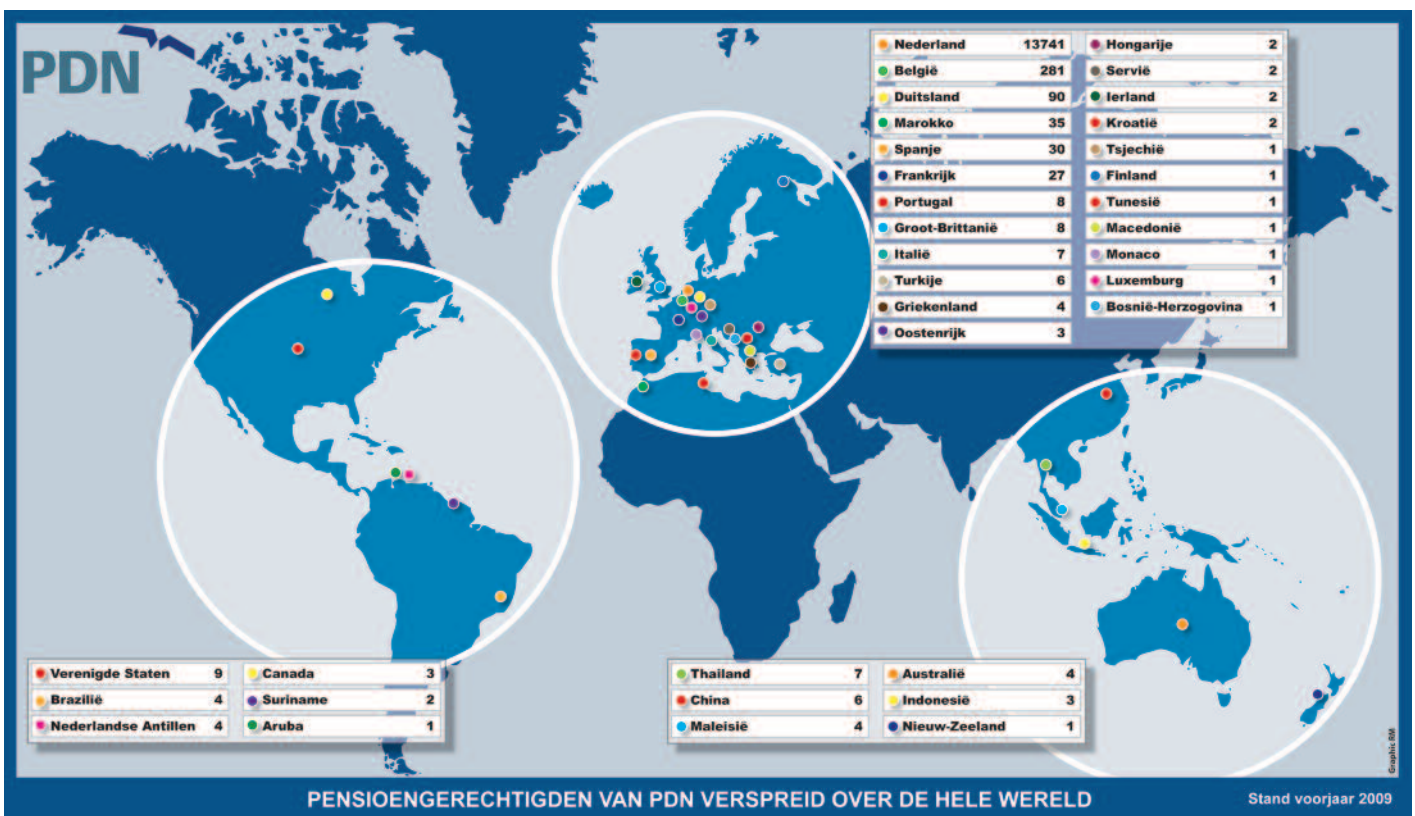 PDN
Nederland 13741
België 281
Duitsland 90
Marokko 35
Spanje 30
Frankrijk 27
Portugal 8
Groot-Brittanië 8
Italië 7
Turkije 6
Griekenland 4
Oostenrijk 3
Hongarije 2
Servië 2
Ierland 2
Kroatië 2
Tsjechië 1
Finland 1
Tunesië 1
Macedonië 1
Monaco 1
Luxemburg 1
Bosnië-Herzogovina 1
Verenigde Staten 9
Brazilië 4
Nederlandse Antillen 4
Canada 3
Suriname 2
Aruba 1
Thailand 7
China 6
Maleisië 4
Australië 4
Indonesië 3
Nieuw-Zeeland 1
Graphic RM
PENSIOENGERECHTIGDEN VAN PDN VERSPREID OVER DE HELE WERELD
Stand voorjaar 2009